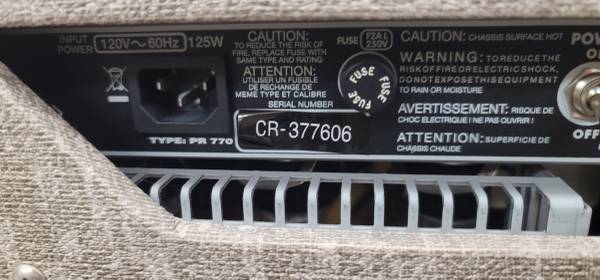 INPUT
POWER
120V~60Hz 125W
TYPE: PR 770
CAUTION:
TO REDUCE THE RISK OF
FIRE, REPLACE FUSE WITH
SAME TYPE AND RATING
ATTENTION:
UTILISER UN FUSIBLE
DE RECHANGE DE
MEME TYPE ET CALIBRE
SERIAL NUMBER
CR-377606
FUSE
F2A L
250V
FUSE FUSE FUSE
CAUTION: CHASSIS SURFACE HOT
WARNING: TO REDUCE THE
RISK OF FIRE OR ELECTRIC SHOCK,
DO NOT EXPOSE THIS EQUIPMENT
TO RAIN OR MOISTURE
AVERTISSEMENT: RISQUE DE
CHOC ELECTRIQUE ! NE PAS OUVRIR !
ATTENTION: SUPERFICIE DE
CHÂSSIS CHAUDE
OFF